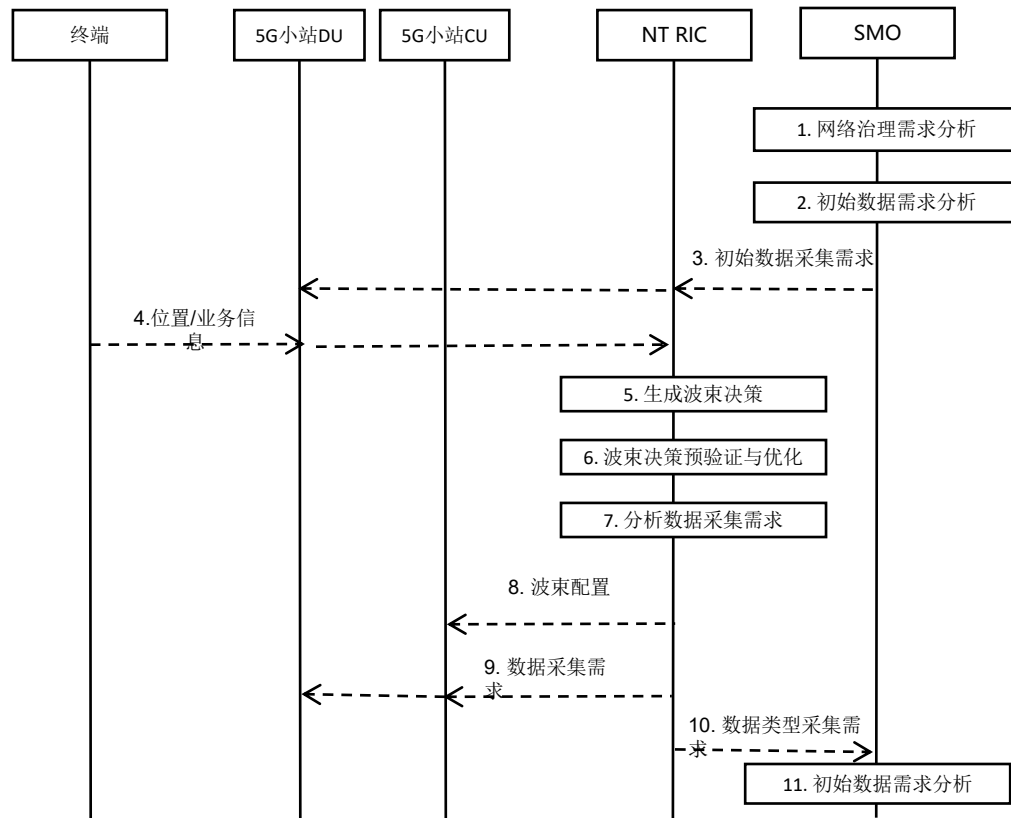 终端
5G小站DU
5G小站CU
NT RIC
SMO
1. 网络治理需求分析
2. 初始数据需求分析
3. 初始数据采集需求
4.位置/业务信
息
5. 生成波束决策
6. 波束决策预验证与优化
7. 分析数据采集需求
8. 波束配置
9. 数据采集需
求
10. 数据类型采集需
求
11. 初始数据需求分析